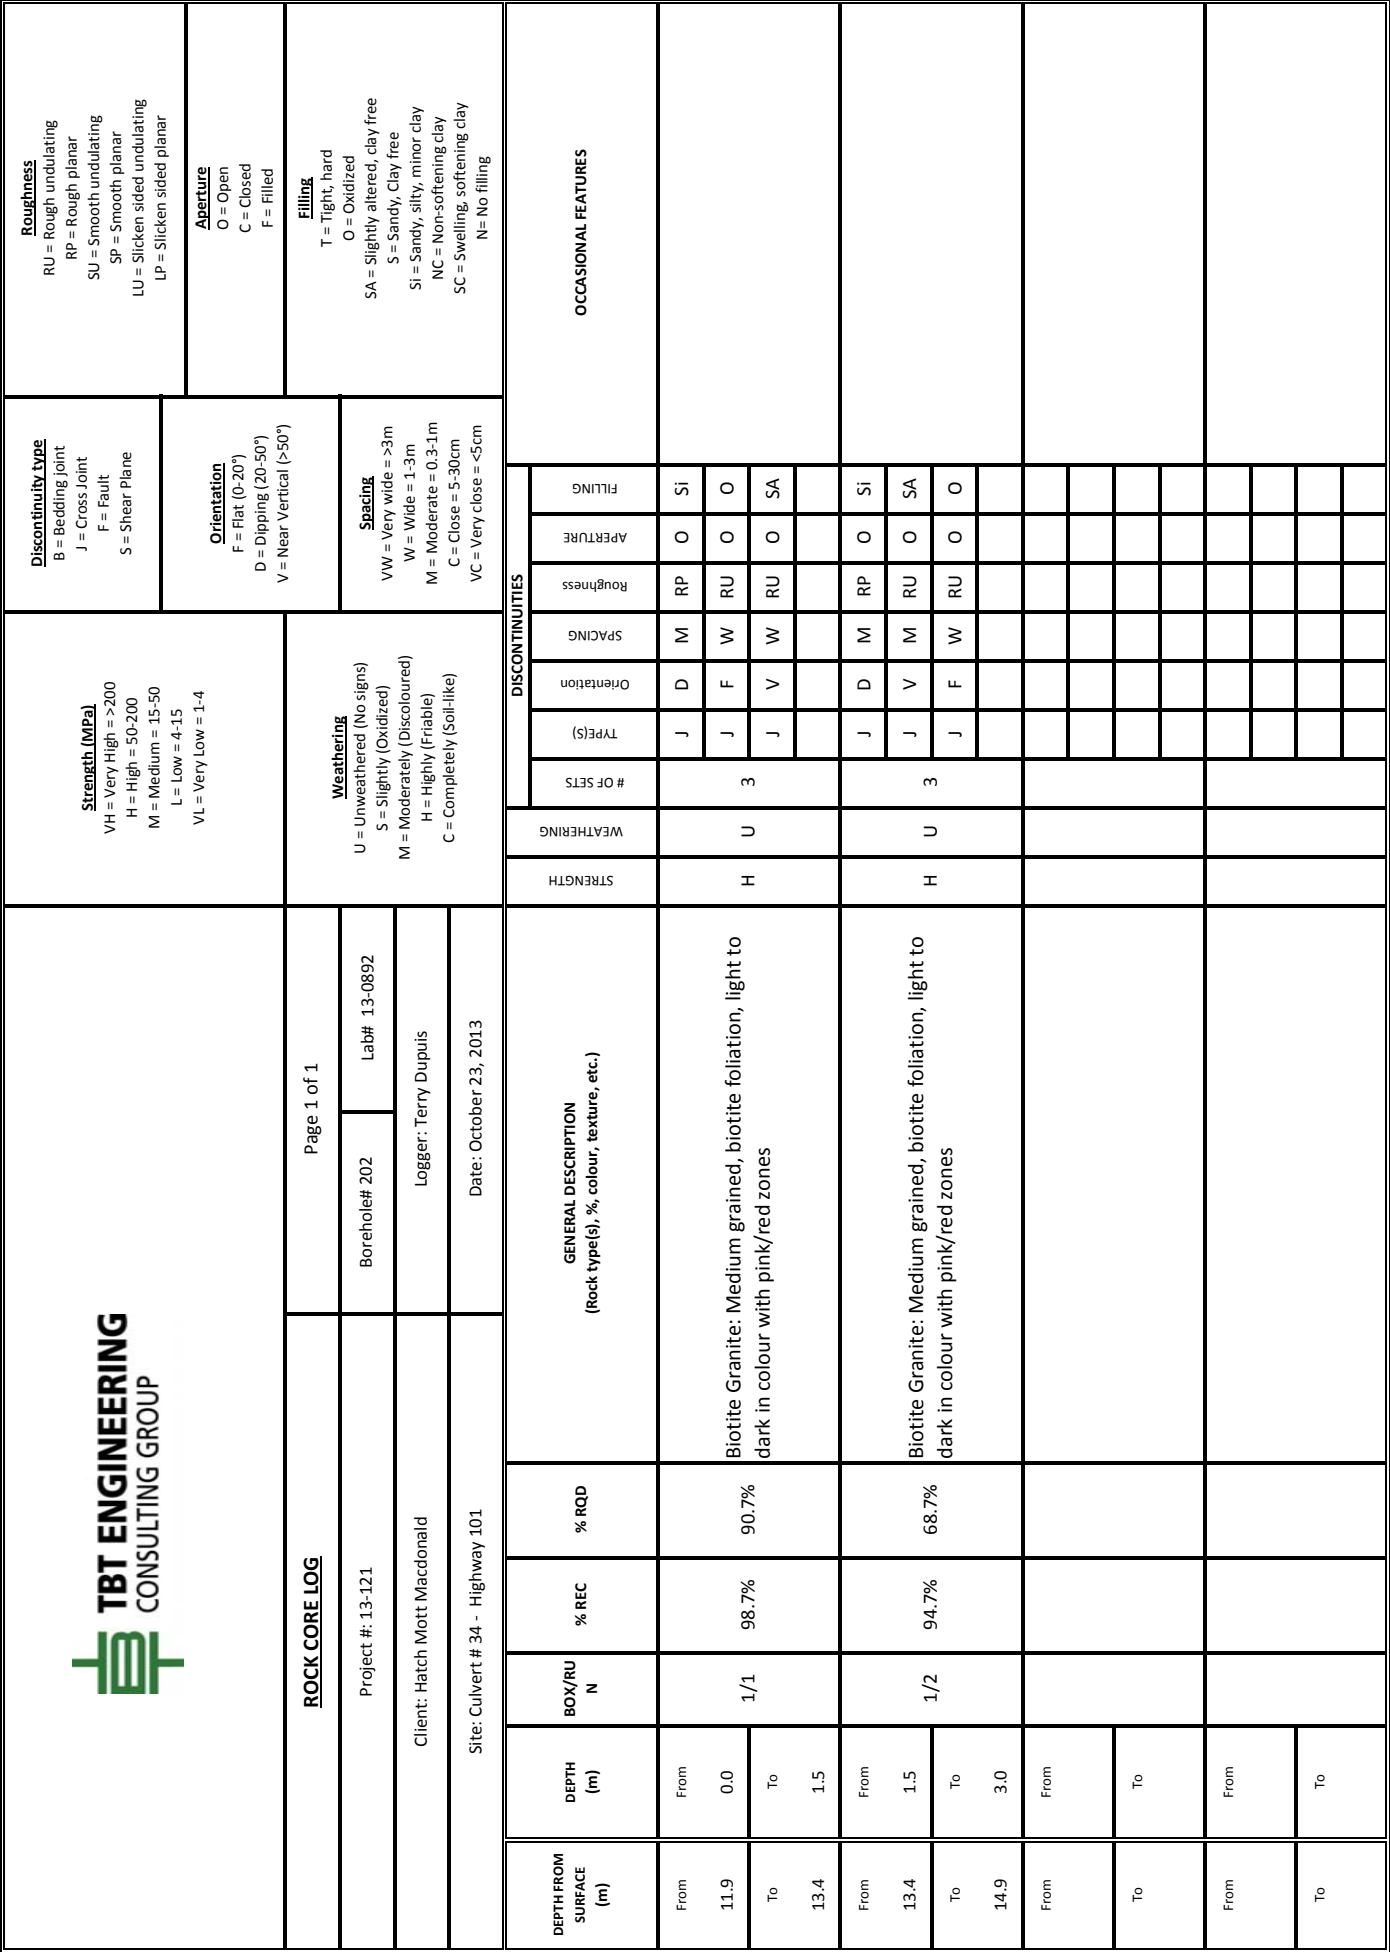 TBT ENGINEERING
CONSULTING GROUP
ROCK CORE LOG
Page 1 of 1
Project #: 13-121
Borehole# 202
Lab# 13-0892
Client: Hatch Mott Macdonald
Logger: Terry Dupuis
Site: Culvert # 34 - Highway 101
Date: October 23, 2013
Strength (MPa)
VH = Very High = >200
H = High = 50-200
M = Medium = 15-50
L = Low = 4-15
VL = Very Low = 1-4
Weathering
U = Unweathered (No signs)
S = Slightly (Oxidized)
M = Moderately (Discoloured)
H = Highly (Friable)
C = Completely (Soil-like)
Discontinuity type
B = Bedding joint
J = Cross Joint
F = Fault
S = Shear Plane
Orientation
F = Flat (0-20°)
D = Dipping (20-50°)
V = Near Vertical (>50°)
Spacing
VW = Very wide = >3m
W = Wide = 1-3m
M = Moderate = 0.3-1m
C = Close = 5-30cm
VC = Very close = <5cm
Roughness
RU = Rough undulating
RP = Rough planar
SU = Smooth undulating
SP = Smooth planar
LU = Slicken sided undulating
LP = Slicken sided planar
Aperture
O = Open
C = Closed
F = Filled
Filling
T = Tight, hard
O = Oxidized
SA = Slightly altered, clay free
S = Sandy, Clay free
Si = Sandy, silty, minor clay
NC = Non-softening clay
SC = Swelling, softening clay
N= No filling
DEPTH FROM
SURFACE
(m)
DEPTH
(m)
BOX/RU
N
% REC
% RQD
GENERAL DESCRIPTION
(Rock type(s), %, colour, texture, etc.)
STRENGTH
WEATHERING
DISCONTINUITIES
# OF SETS
TYPE(S)
Orientation
SPACING
Roughness
APERTURE
FILLING
OCCASIONAL FEATURES
From From J D M RP O Si
11.9 0.0 1/1 98.7% 90.7% Biotite Granite: Medium grained, biotite foliation, light to H U 3 J F W RU O O
To To dark in colour with pink/red zones J V W RU O SA
13.4 1.5
From From J D M RP O Si
13.4 1.5 1/2 94.7% 68.7% Biotite Granite: Medium grained, biotite foliation, light to H U 3 J V M RU O SA
To To dark in colour with pink/red zones J F W RU O O
14.9 3.0
From From
To To
From From
To To